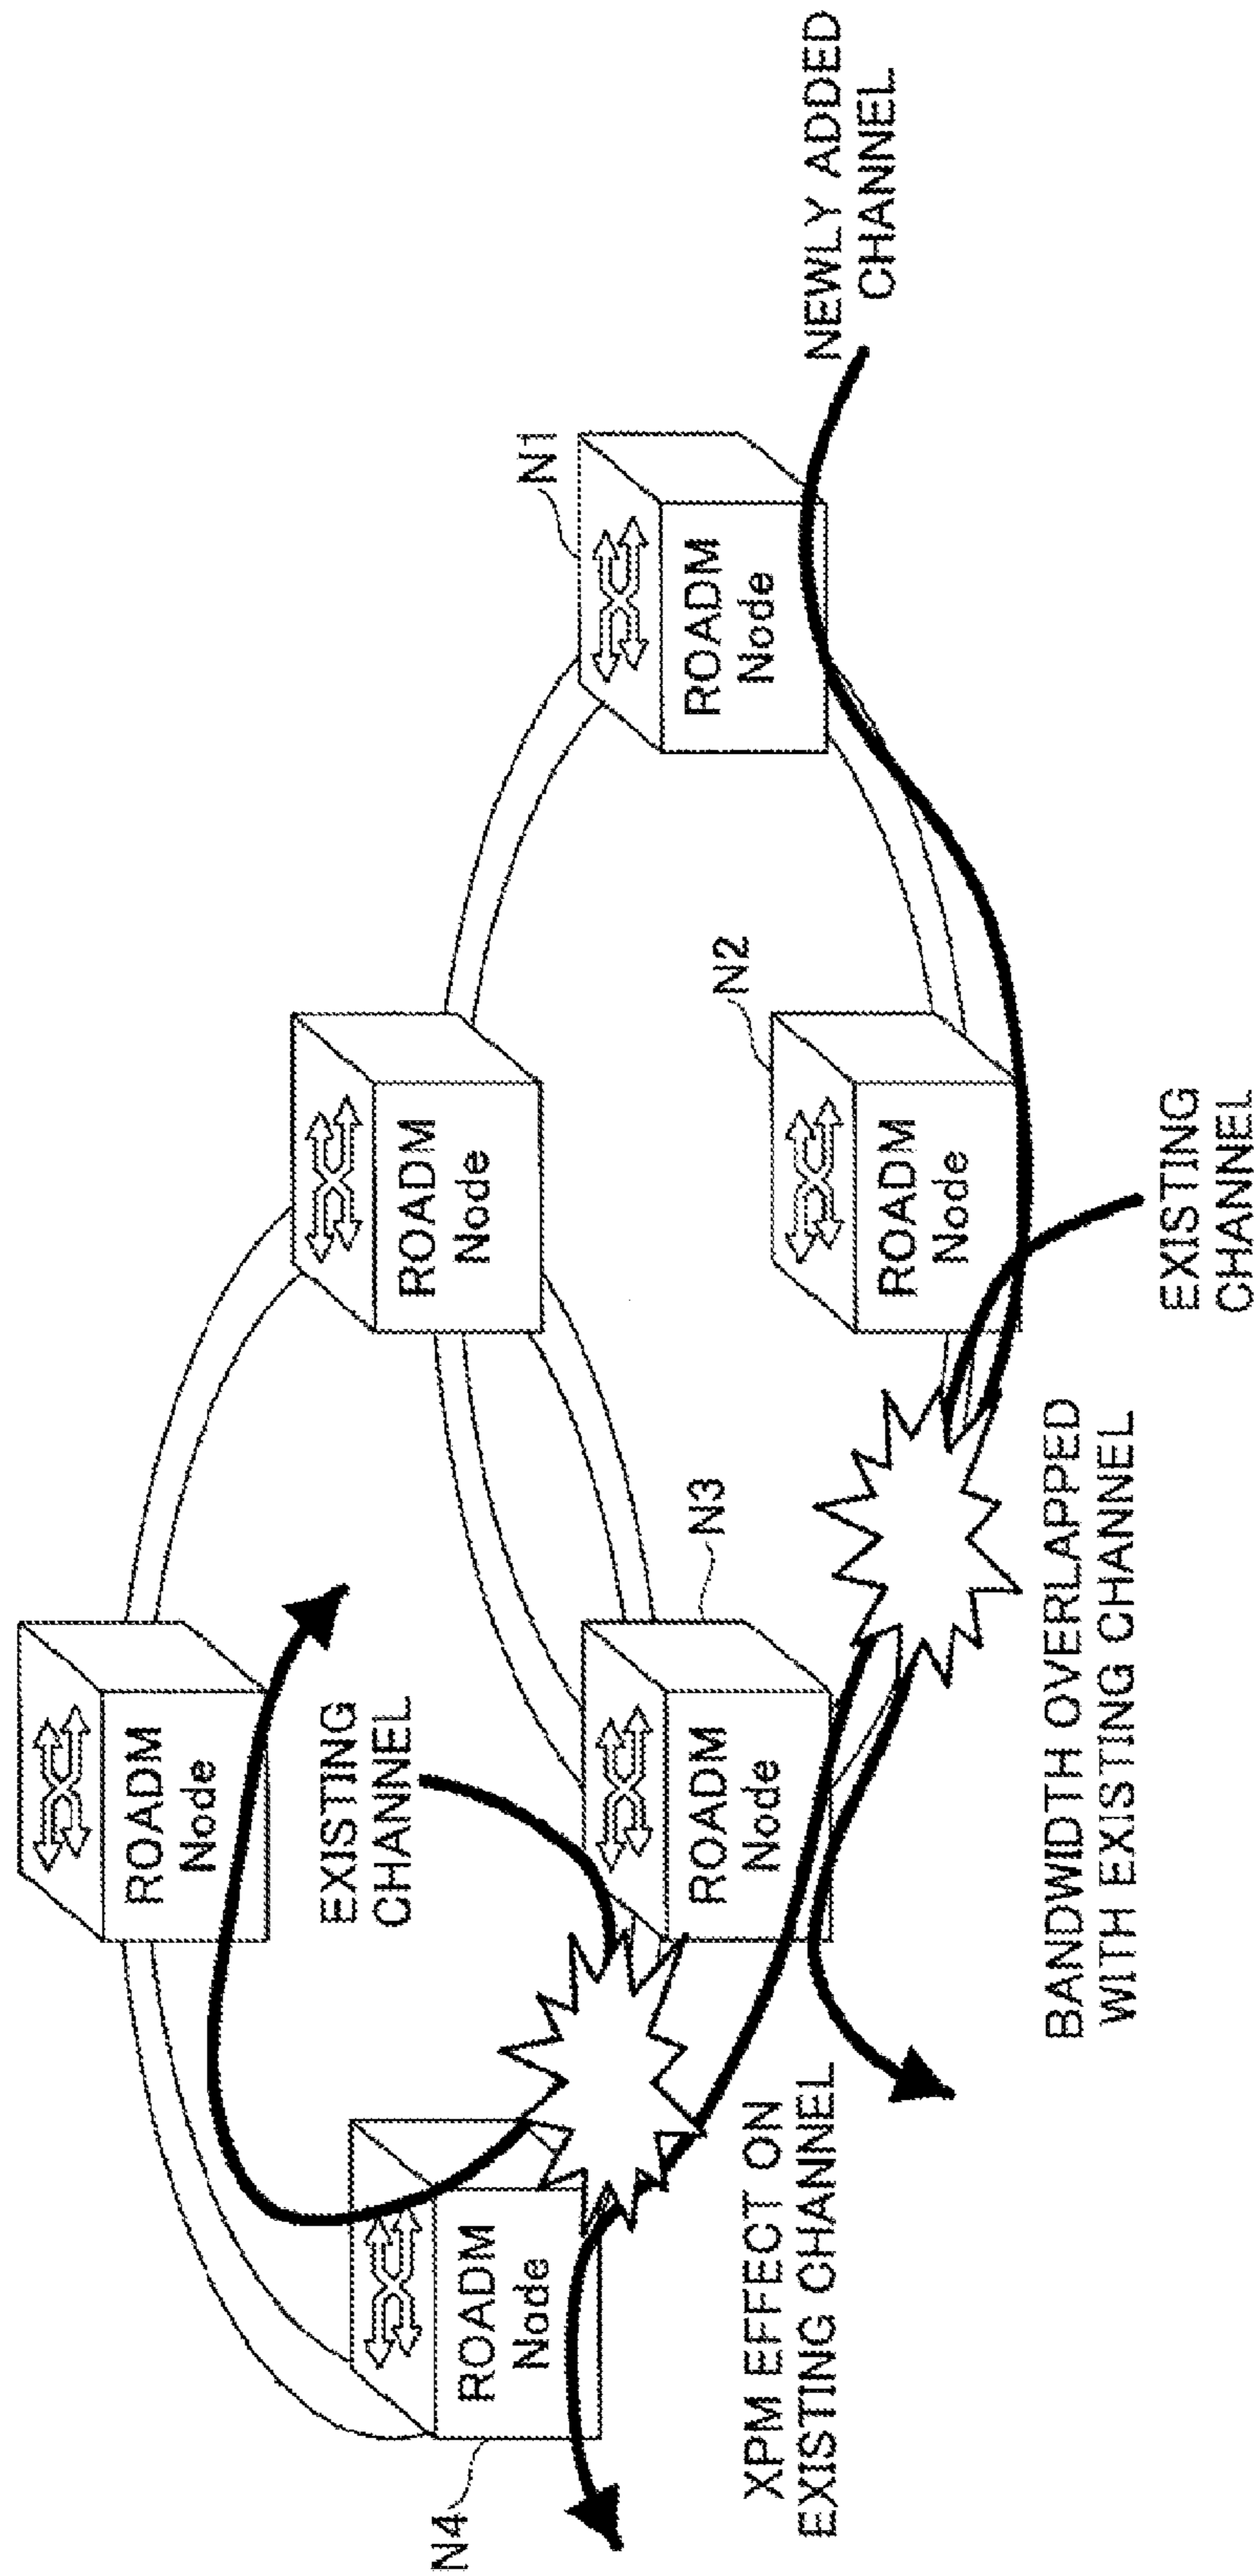 ROADM
Node
EXISTING
CHANNEL
ROADM
Node
N4
ROADM
Node
N3
ROADM
Node
N2
ROADM
Node
N1
ROADM
Node
XPM EFFECT ON
EXISTING CHANNEL
BANDWIDTH OVERLAPPED
WITH EXISTING CHANNEL
EXISTING
CHANNEL
NEWLY ADDED
CHANNEL